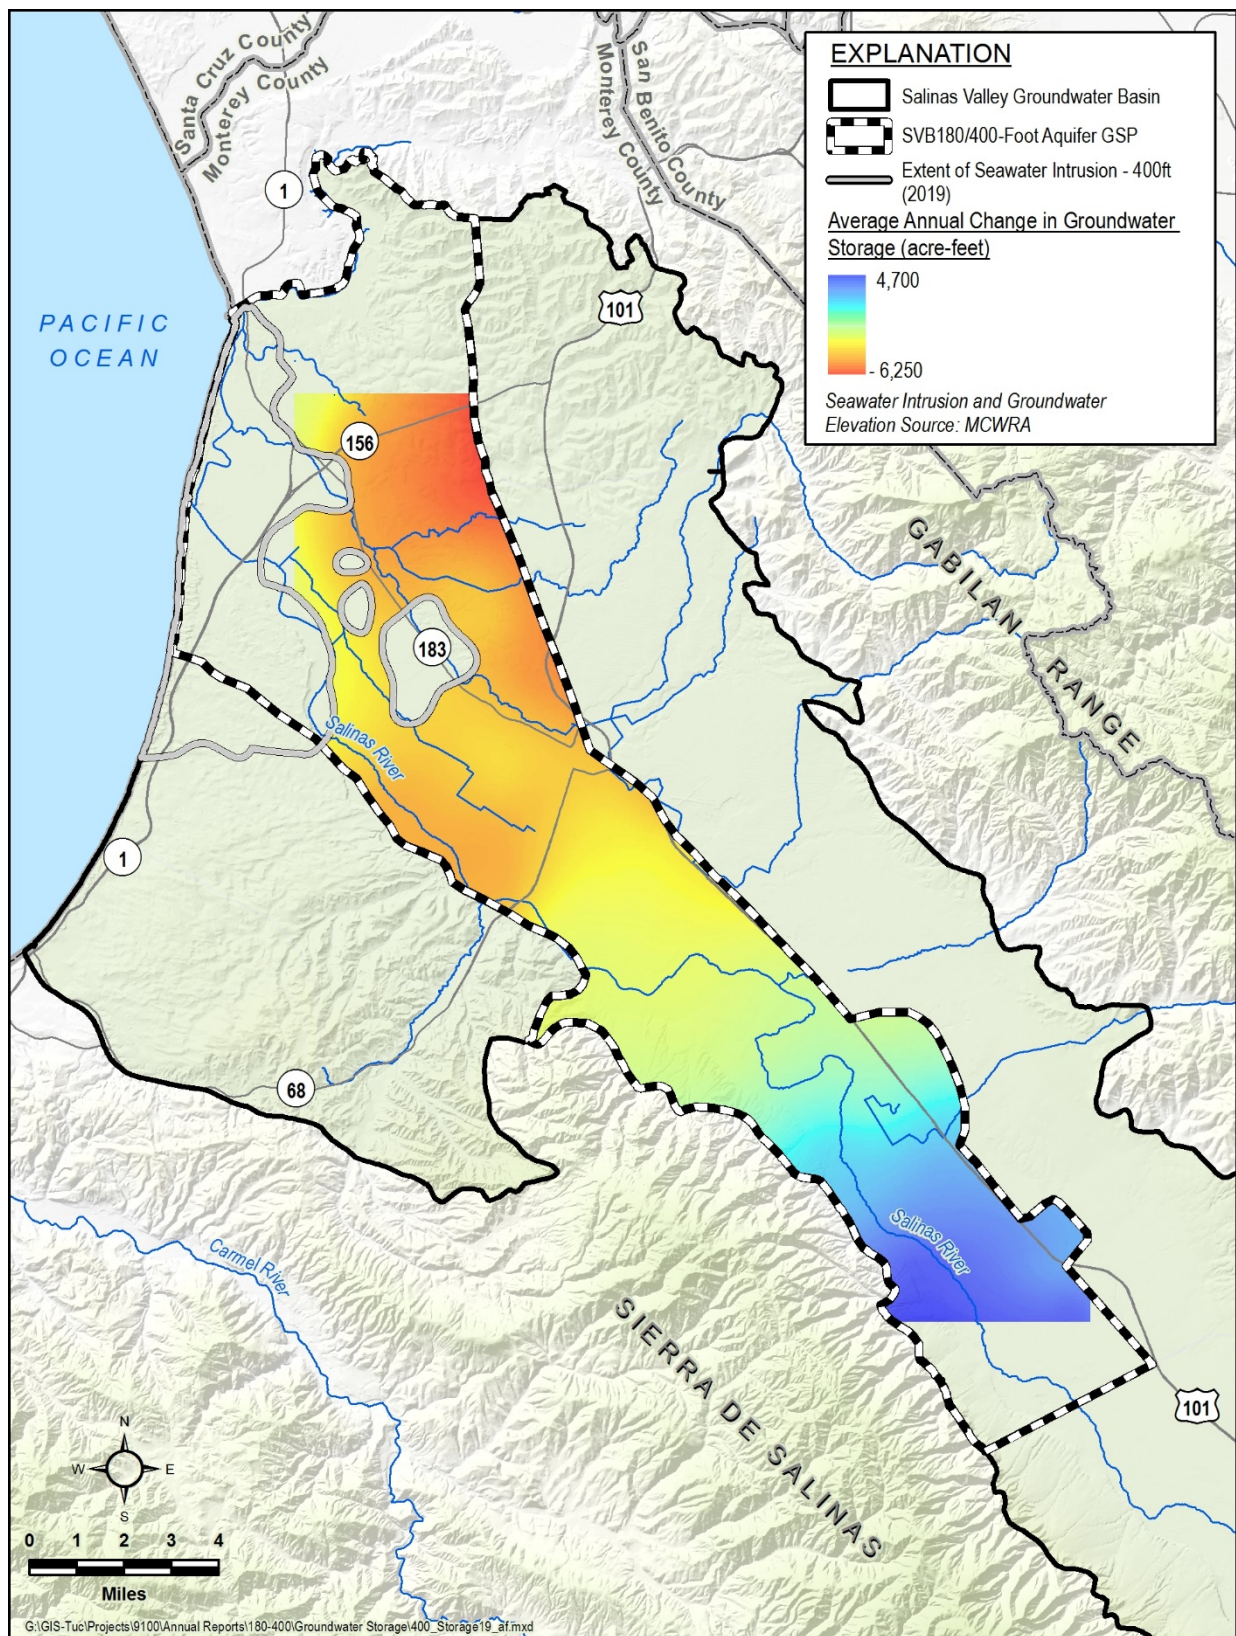 EXPLANATION
Salinas Valley Groundwater Basin
SVB180/400-Foot Aquifer GSP
Extent of Seawater Intrusion - 400ft
(2019)
Average Annual Change in Groundwater
Storage (acre-feet)
4,700
- 6,250
Seawater Intrusion and Groundwater
Elevation Source: MCWRA
Santa Cruz County
Monterey County
San Benito County
Monterey County
1
101
PACIFIC
OCEAN
156
183
GABILAN
RANGE
Salinas River
1
68
Salinas River
Carmel River
SIERRA DE SALINAS
101
N
W
E
S
0 1 2 3 4
Miles
G:\GIS-Tuc\Projects\9100\Annual Reports\180-400\Groundwater Storage\400_Storage19_af.mxd